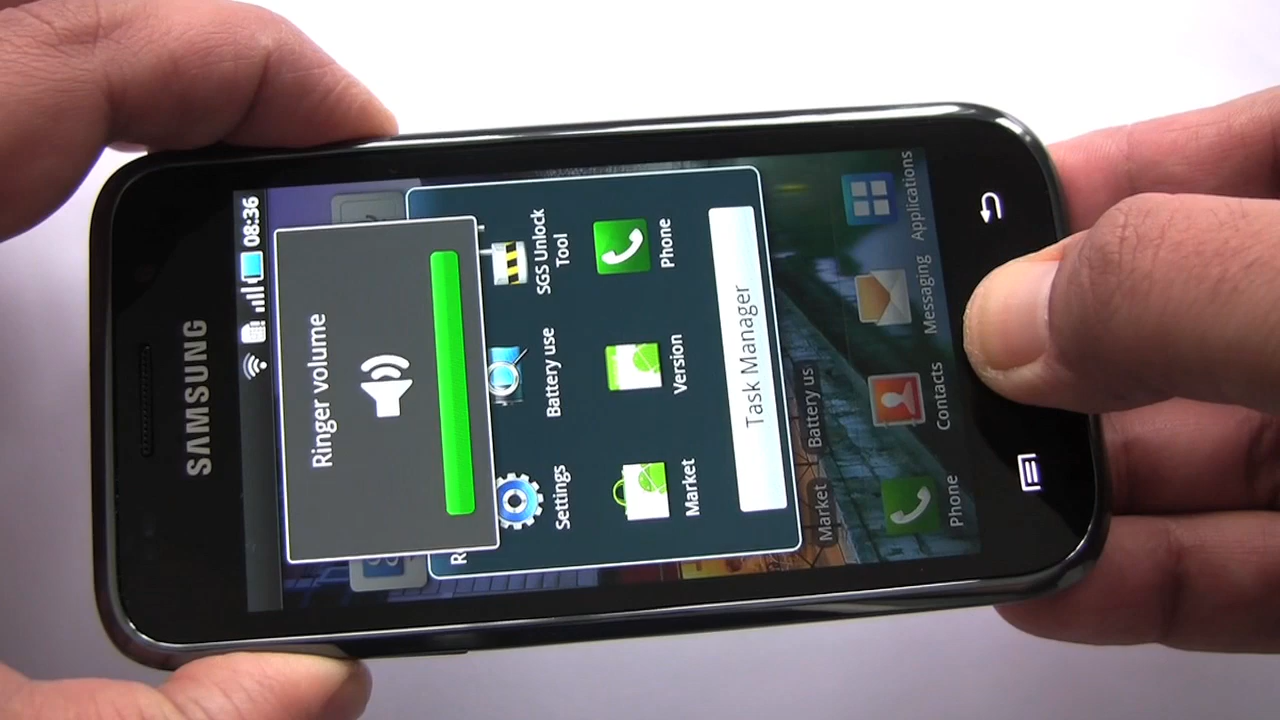 SAMSUNG
08:36
Ringer volume
Settings
Battery use
SGS Unlock
Tool
Market
Version
Phone
Task Manager
Market
Battery us
Phone
Contacts
Messaging
Applications